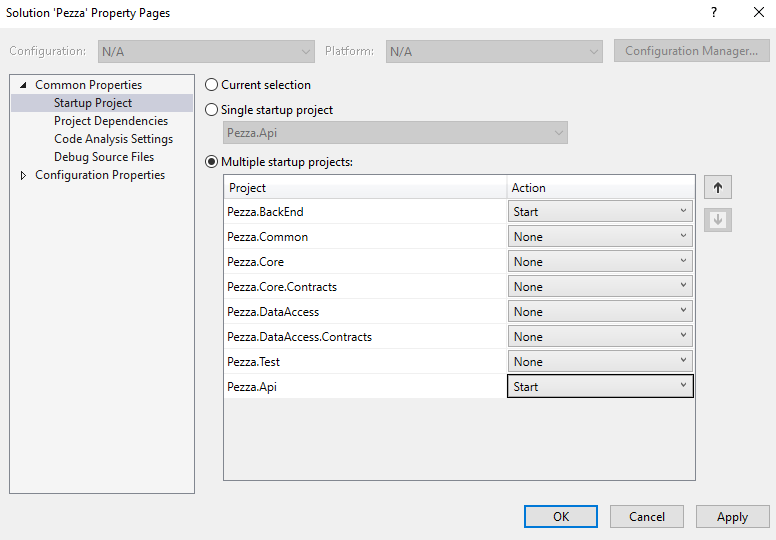 Solution 'Pezza' Property Pages
? ×
Configuration: N/A Platform: N/A Configuration Manager...
Common Properties
Startup Project
Project Dependencies
Code Analysis Settings
Debug Source Files
Configuration Properties
Current selection
Single startup project
Pezza.Api
Multiple startup projects:
Project Action
Pezza.BackEnd Start
Pezza.Common None
Pezza.Core None
Pezza.Core.Contracts None
Pezza.DataAccess None
Pezza.DataAccess.Contracts None
Pezza.Test None
Pezza.Api Start
OK Cancel Apply